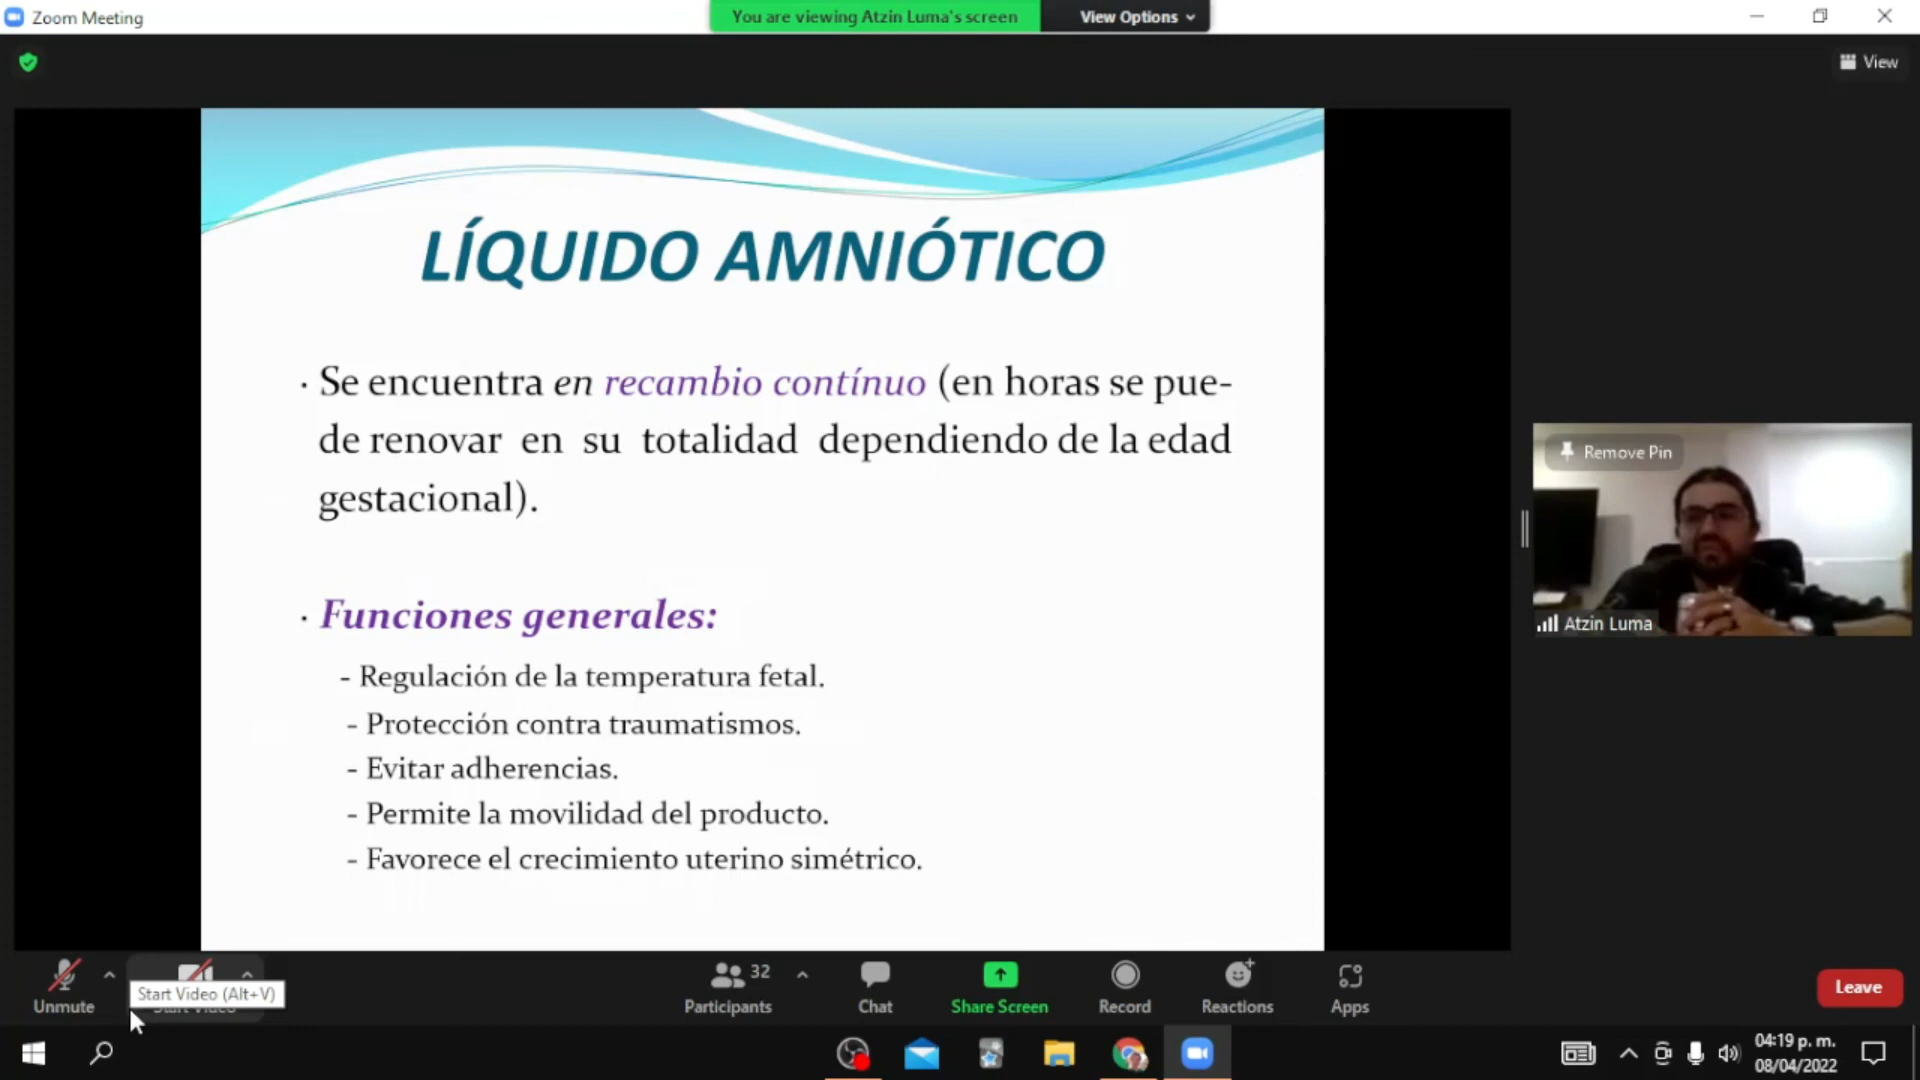 Zoom Meeting
You are viewing Atzin Luma's screen
View Options
View
LÍQUIDO AMNIÓTICO
· Se encuentra en recambio contínuo (en horas se pue-
de renovar en su totalidad dependiendo de la edad
gestacional).
· Funciones generales:
- Regulación de la temperatura fetal.
- Protección contra traumatismos.
- Evitar adherencias.
- Permite la movilidad del producto.
- Favorece el crecimiento uterino simétrico.
Remove Pin
Atzin Luma
Unmute
Start Video (Alt+V)
Start Video
32
Participants
Chat
Share Screen
Record
Reactions
Apps
Leave
04:19 p. m.
08/04/2022